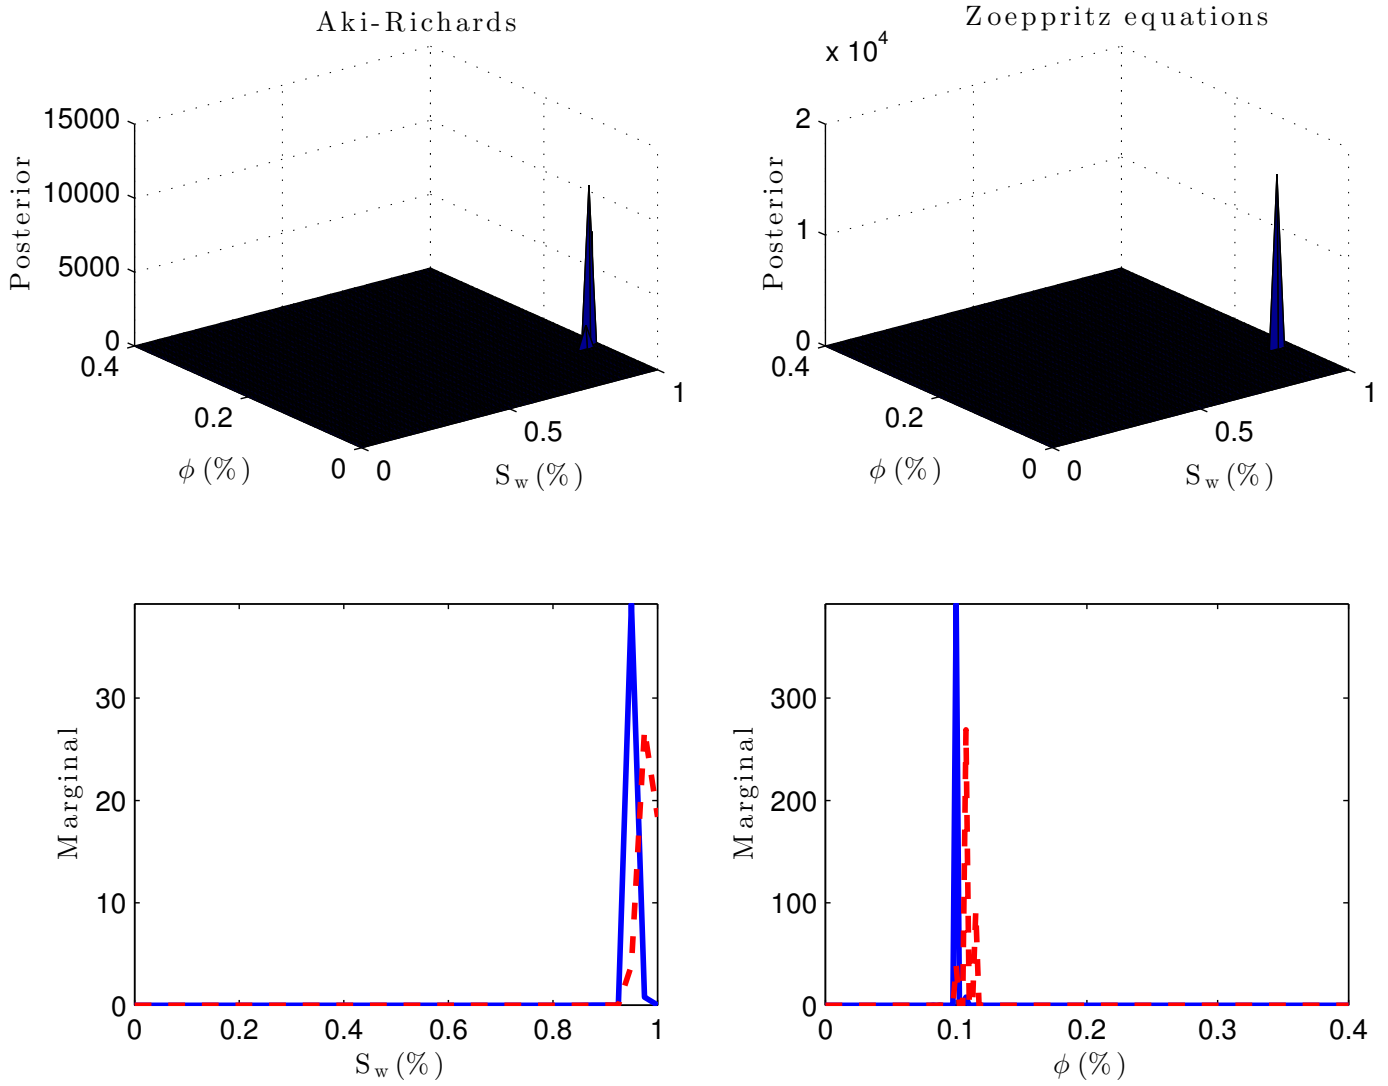 Aki-Richards
Zoeppritz equations
x 10^4
15000
10000
5000
0
Posterior
0.4
0.2
0
ϕ (%)
0
0.5
1
S_w (%)
2
1
0
Posterior
0.4
0.2
0
ϕ (%)
0
0.5
1
S_w (%)
30
20
10
0
Marginal
0 0.2 0.4 0.6 0.8 1
S_w (%)
300
200
100
0
Marginal
0 0.1 0.2 0.3 0.4
ϕ (%)